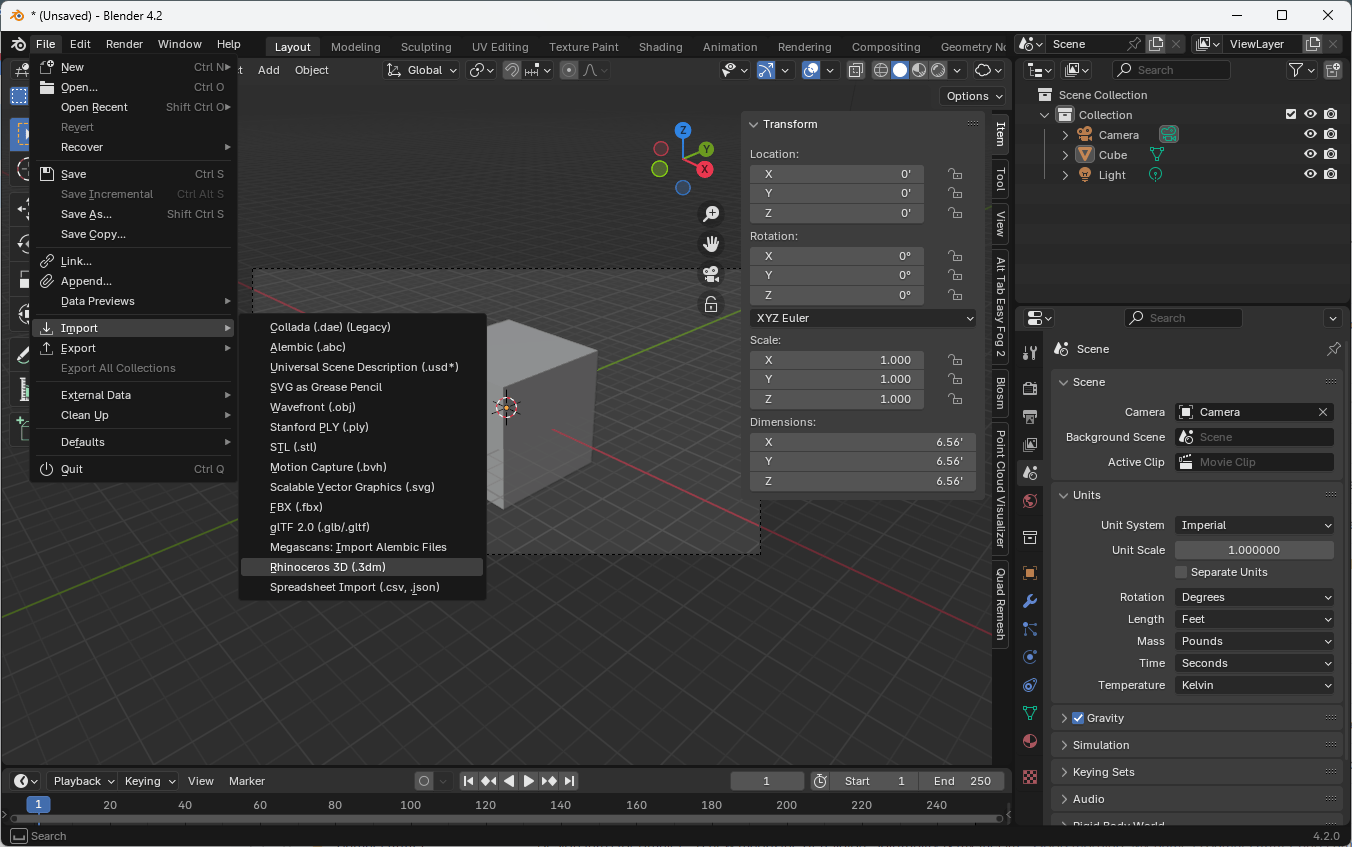 * (Unsaved) - Blender 4.2
File Edit Render Window Help
Layout Modeling Sculpting UV Editing Texture Paint Shading Animation Rendering Compositing Geometry No
Scene
ViewLayer
New Ctrl N
Open... Ctrl O
Open Recent Shift Ctrl O
Revert
Recover
Save Ctrl S
Save Incremental Ctrl Alt S
Save As... Shift Ctrl S
Save Copy...
Link...
Append...
Data Previews
Import
Export
Export All Collections
External Data
Clean Up
Defaults
Quit Ctrl Q
Collada (.dae) (Legacy)
Alembic (.abc)
Universal Scene Description (.usd*)
SVG as Grease Pencil
Wavefront (.obj)
Stanford PLY (.ply)
STL (.stl)
Motion Capture (.bvh)
Scalable Vector Graphics (.svg)
FBX (.fbx)
glTF 2.0 (.glb/.gltf)
Megascans: Import Alembic Files
Rhinoceros 3D (.3dm)
Spreadsheet Import (.csv, .json)
ct Add Object
Global
Options
Z
Y
X
Transform
Location:
X 0'
Y 0'
Z 0'
Rotation:
X 0°
Y 0°
Z 0°
XYZ Euler
Scale:
X 1.000
Y 1.000
Z 1.000
Dimensions:
X 6.56'
Y 6.56'
Z 6.56'
Item
Tool
View
Alt Tab Easy Fog 2
Blosm
Point Cloud Visualizer
Quad Remesh
Search
Scene Collection
Collection
Camera
Cube
Light
Search
Scene
Scene
Camera Camera
Background Scene Scene
Active Clip Movie Clip
Units
Unit System Imperial
Unit Scale 1.000000
Separate Units
Rotation Degrees
Length Feet
Mass Pounds
Time Seconds
Temperature Kelvin
Gravity
Simulation
Keying Sets
Audio
Rigid Body World
Playback Keying View Marker
1 Start 1 End 250
1 20 40 60 80 100 120 140 160 180 200 220 240
Search
4.2.0